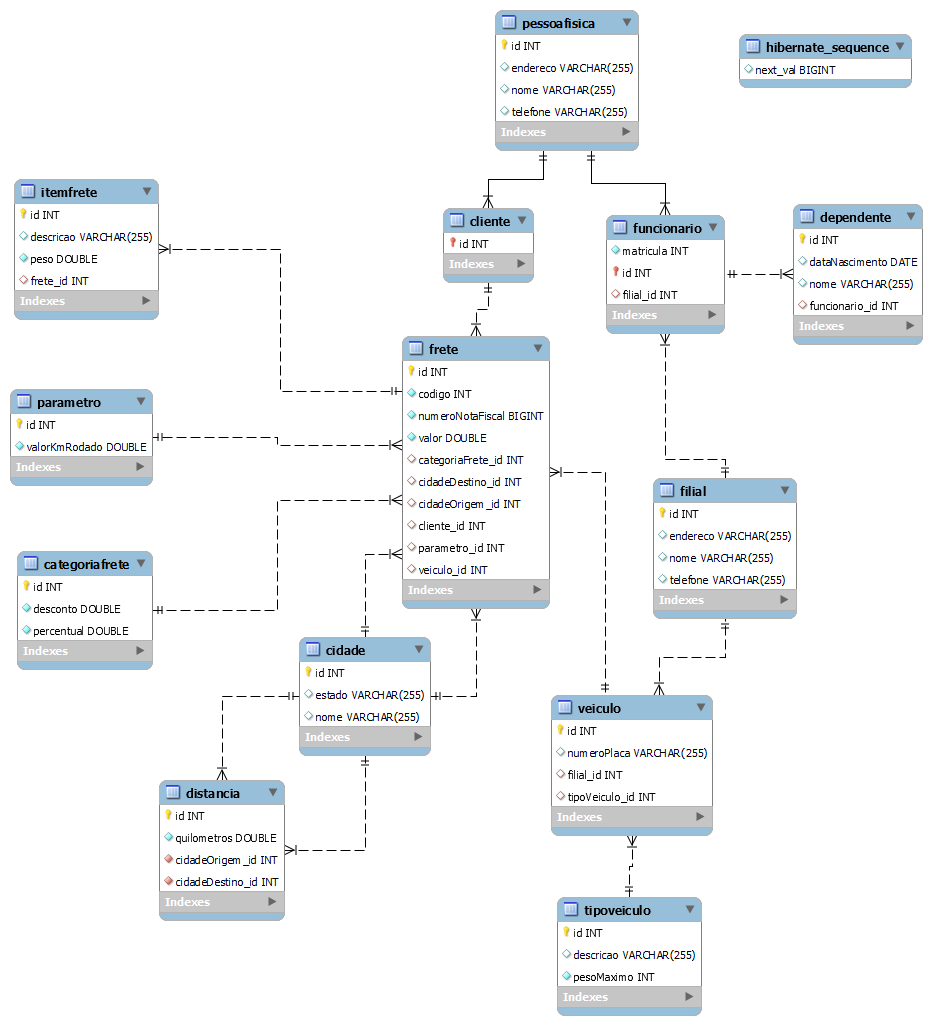 pessoafisica
id INT
endereco VARCHAR(255)
nome VARCHAR(255)
telefone VARCHAR(255)
Indexes
hibernate_sequence
next_val BIGINT
itemfrete
id INT
descricao VARCHAR(255)
peso DOUBLE
frete_id INT
Indexes
cliente
id INT
Indexes
funcionario
matricula INT
id INT
filial_id INT
Indexes
dependente
id INT
dataNascimento DATE
nome VARCHAR(255)
funcionario_id INT
Indexes
frete
id INT
codigo INT
numeroNotaFiscal BIGINT
valor DOUBLE
categoriaFrete_id INT
cidadeDestino_id INT
cidadeOrigem_id INT
cliente_id INT
parametro_id INT
veiculo_id INT
Indexes
parametro
id INT
valorKmRodado DOUBLE
Indexes
categoriafrete
id INT
desconto DOUBLE
percentual DOUBLE
Indexes
filial
id INT
endereco VARCHAR(255)
nome VARCHAR(255)
telefone VARCHAR(255)
Indexes
cidade
id INT
estado VARCHAR(255)
nome VARCHAR(255)
Indexes
veiculo
id INT
numeroPlaca VARCHAR(255)
filial_id INT
tipoVeiculo_id INT
Indexes
distancia
id INT
quilometros DOUBLE
cidadeOrigem_id INT
cidadeDestino_id INT
Indexes
tipoveiculo
id INT
descricao VARCHAR(255)
pesoMaximo INT
Indexes